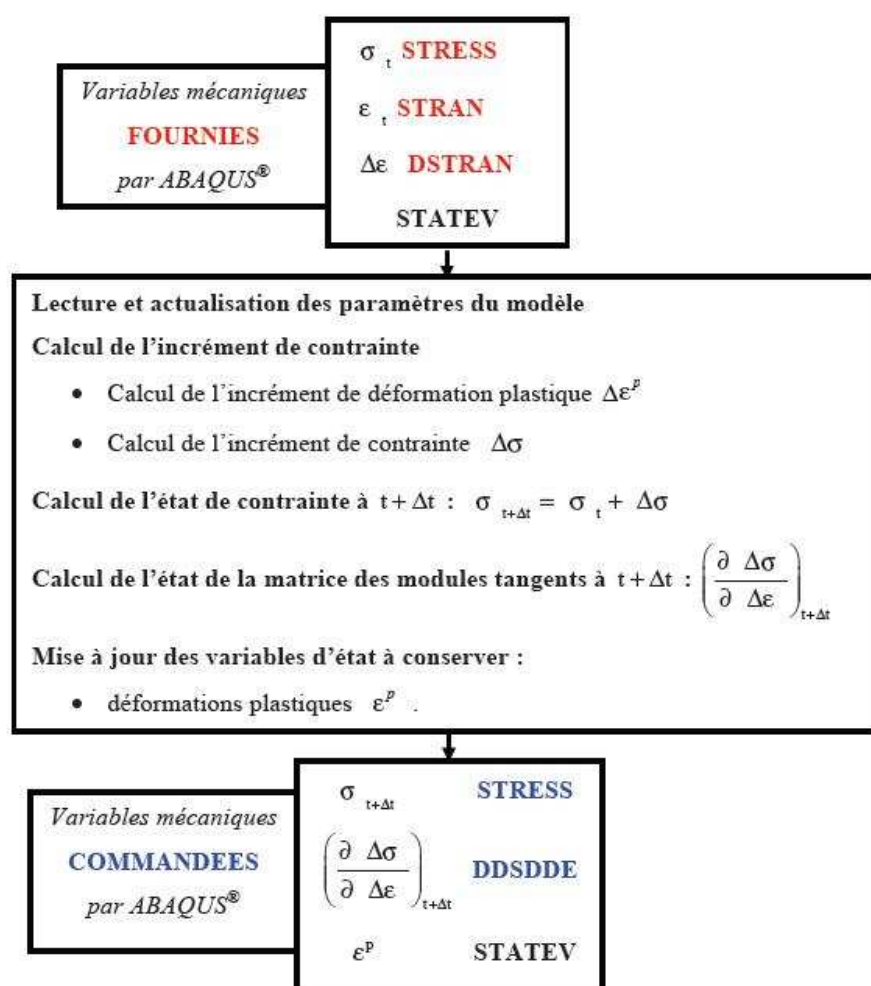 Variables mécaniques
FOURNIES
par ABAQUS®
σ t STRESS
ε t STRAN
Δε DSTRAN
STATEV
Lecture et actualisation des paramètres du modèle
Calcul de l’incrément de contrainte
• Calcul de l’incrément de déformation plastique Δε^p
• Calcul de l’incrément de contrainte Δσ
Calcul de l’état de contrainte à t + Δt : σ t+Δt = σ t + Δσ
Calcul de l’état de la matrice des modules tangents à t + Δt : (∂ Δσ / ∂ Δε) t+Δt
Mise à jour des variables d’état à conserver :
• déformations plastiques ε^p .
Variables mécaniques
COMMANDEES
par ABAQUS®
σ t+Δt STRESS
(∂ Δσ / ∂ Δε) t+Δt DDSDDE
ε^p STATEV